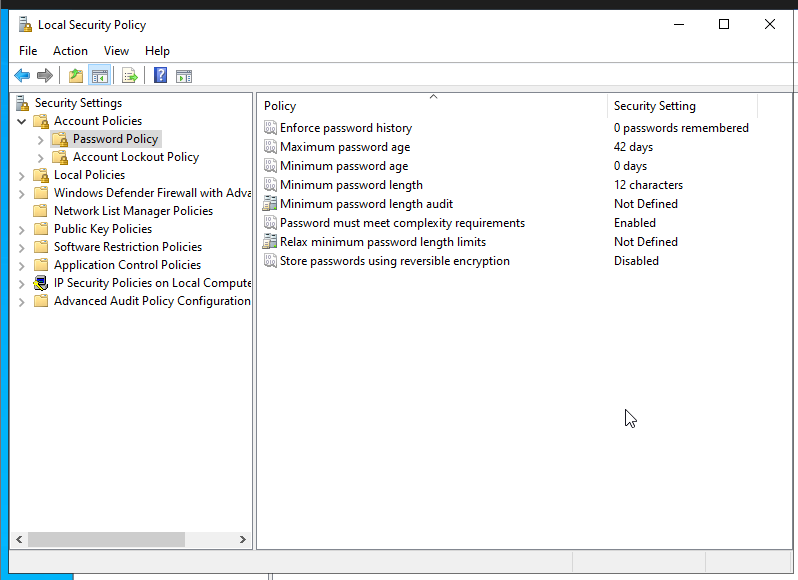 Local Security Policy
File Action View Help
Security Settings
Account Policies
Password Policy
Account Lockout Policy
Local Policies
Windows Defender Firewall with Adva
Network List Manager Policies
Public Key Policies
Software Restriction Policies
Application Control Policies
IP Security Policies on Local Compute
Advanced Audit Policy Configuration
Policy Security Setting
Enforce password history 0 passwords remembered
Maximum password age 42 days
Minimum password age 0 days
Minimum password length 12 characters
Minimum password length audit Not Defined
Password must meet complexity requirements Enabled
Relax minimum password length limits Not Defined
Store passwords using reversible encryption Disabled